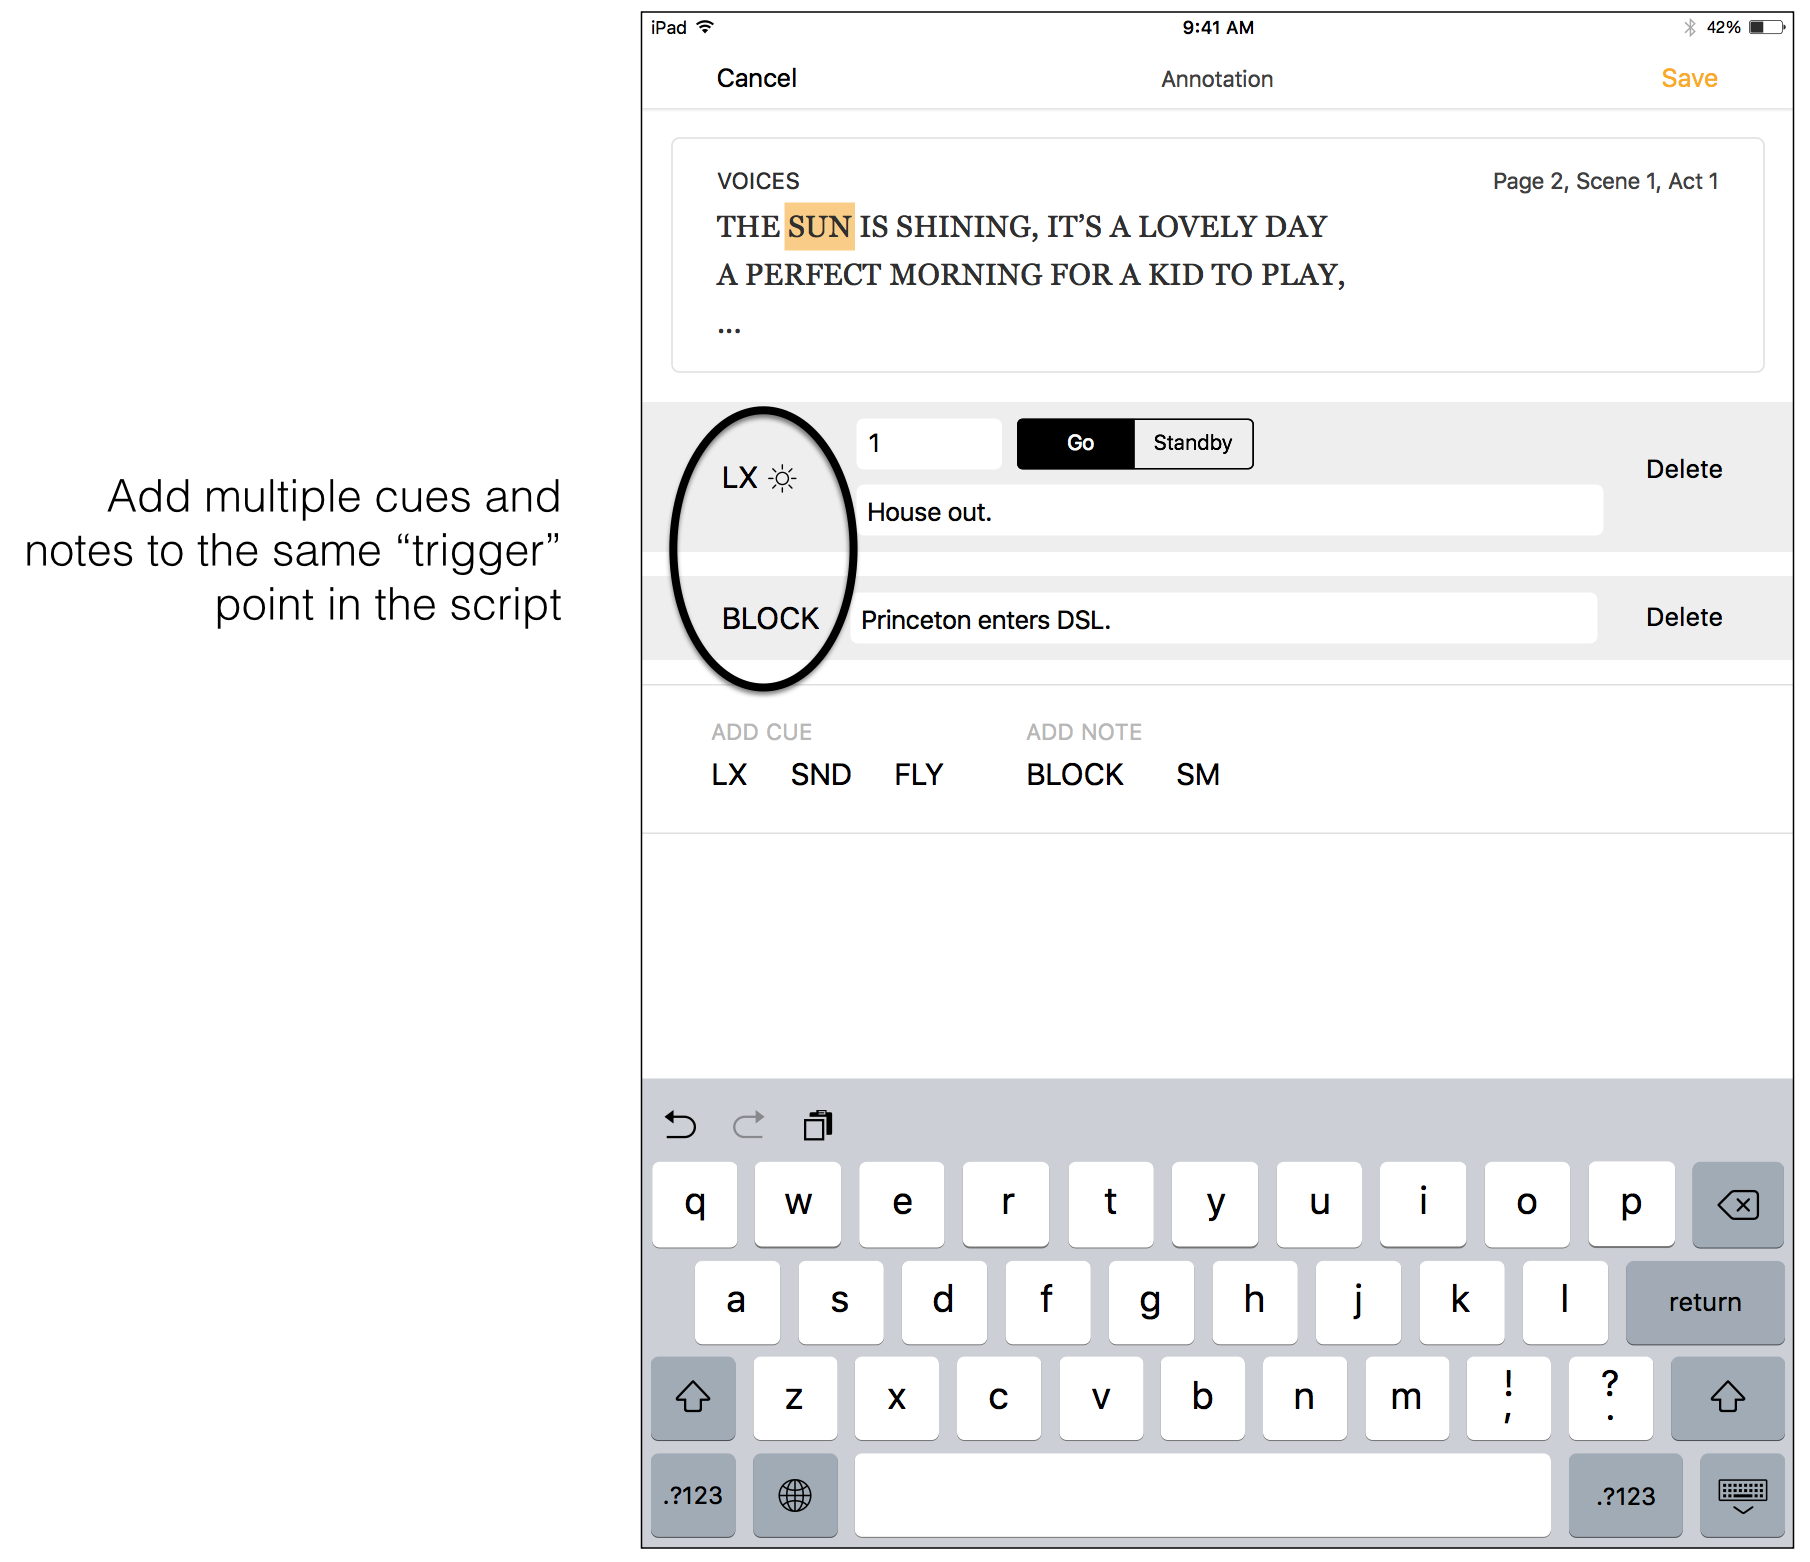 Add multiple cues and
notes to the same “trigger”
point in the script
iPad 9:41 AM 42%
Cancel Annotation Save
VOICES Page 2, Scene 1, Act 1
THE SUN IS SHINING, IT’S A LOVELY DAY
A PERFECT MORNING FOR A KID TO PLAY,
...
LX 1 Go Standby Delete
House out.
BLOCK Princeton enters DSL. Delete
ADD CUE ADD NOTE
LX SND FLY BLOCK SM
q w e r t y u i o p
a s d f g h j k l return
z x c v b n m ! , ? .
.?123 .?123